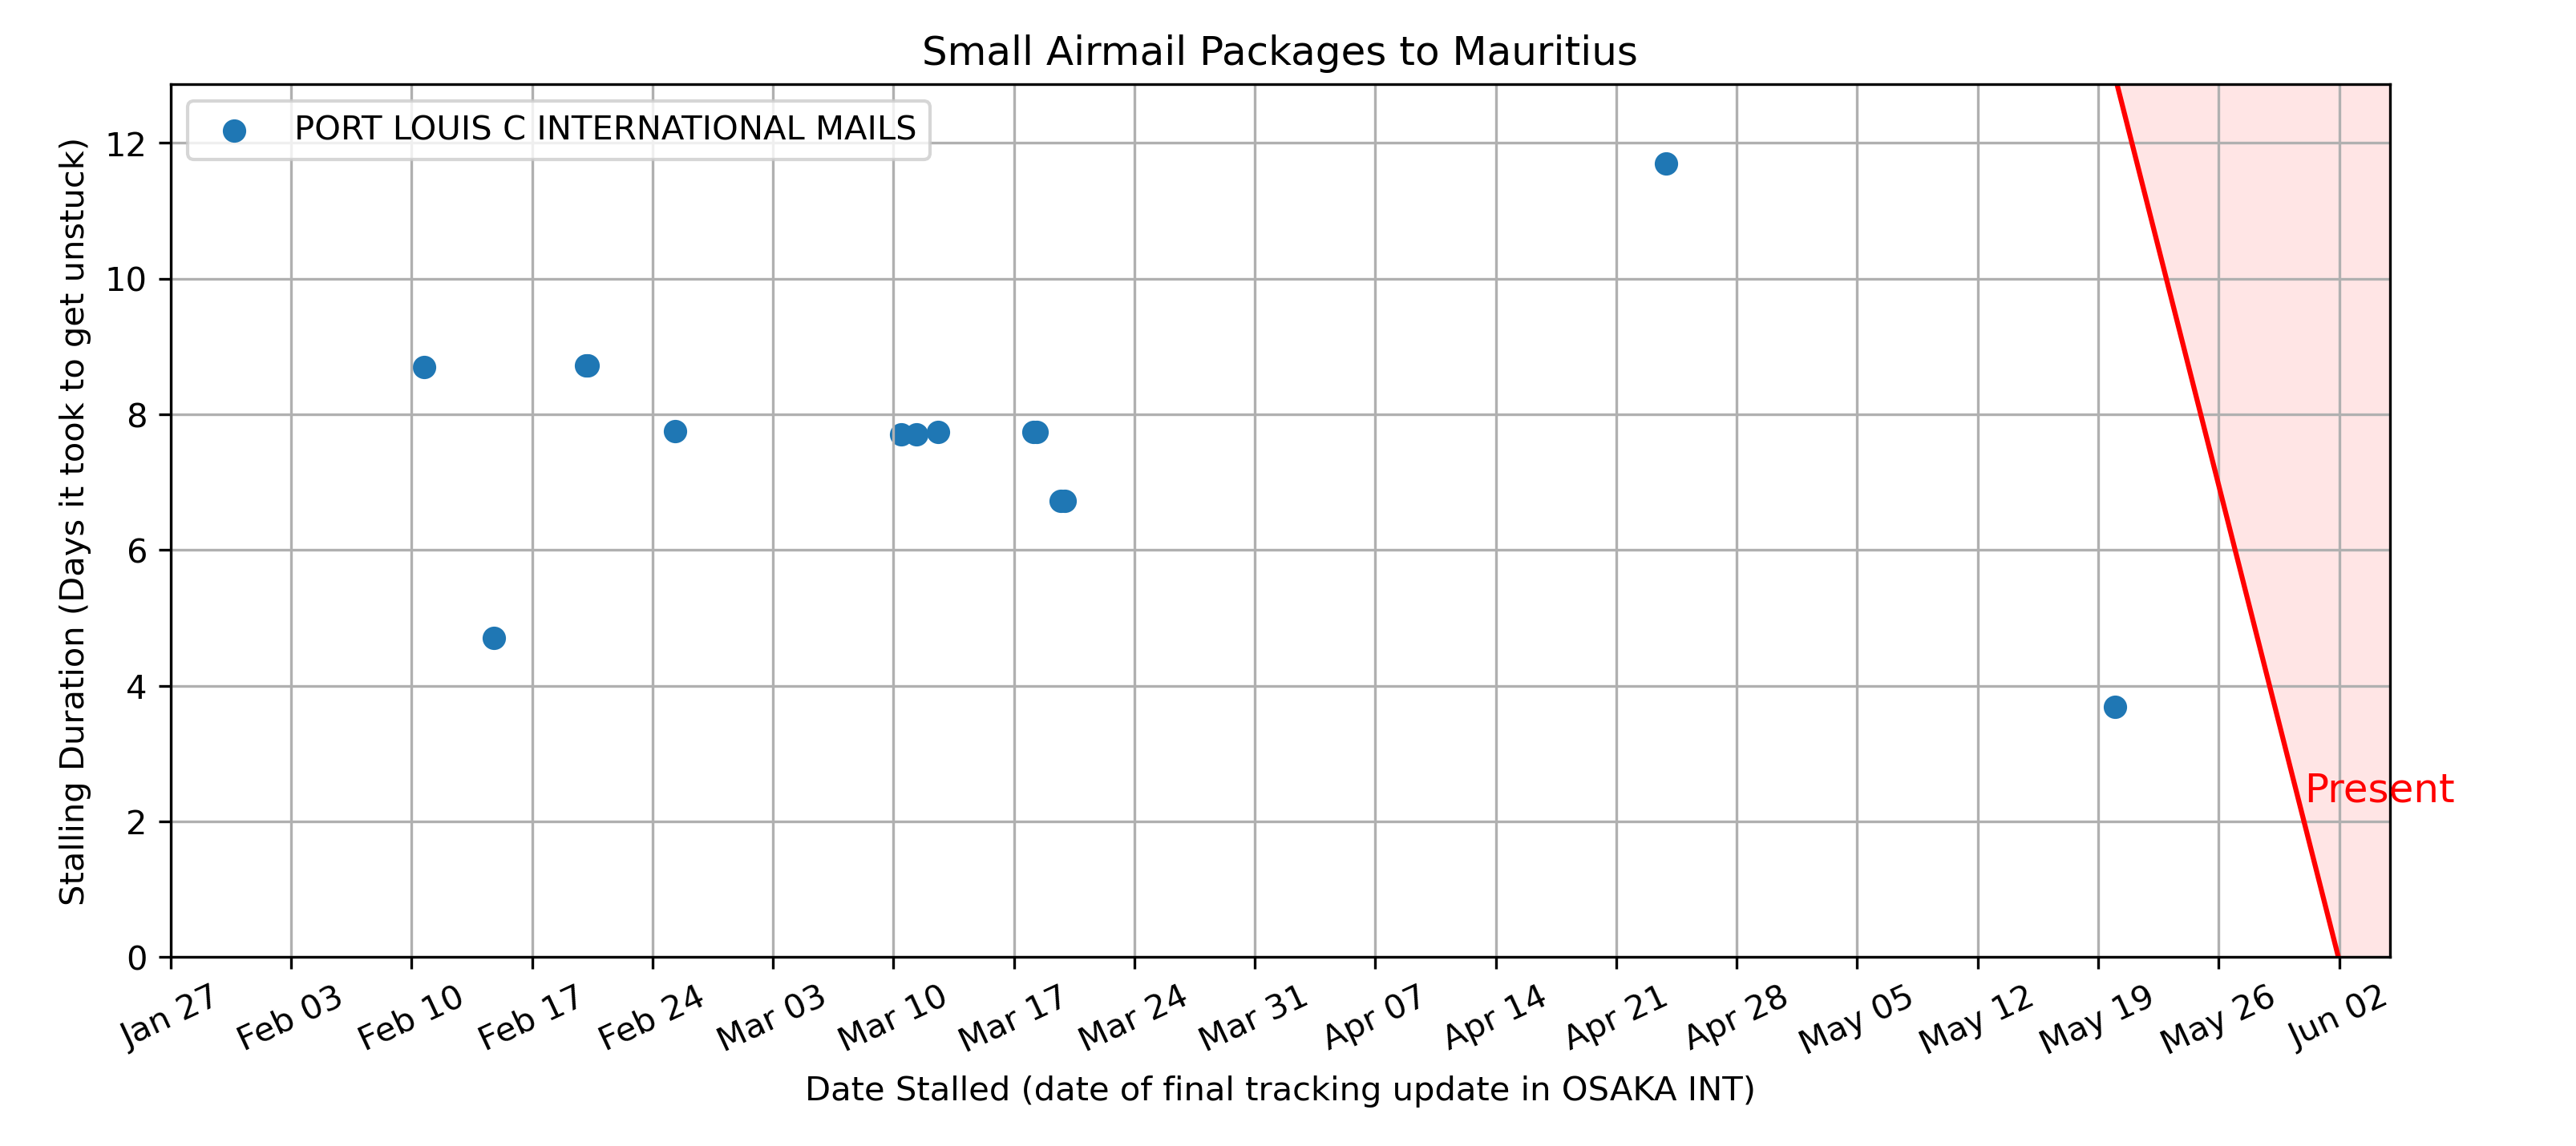 Small Airmail Packages to Mauritius
PORT LOUIS C INTERNATIONAL MAILS
Stalling Duration (Days it took to get unstuck)
12
10
8
6
4
2
0
Present
Jan 27
Feb 03
Feb 10
Feb 17
Feb 24
Mar 03
Mar 10
Mar 17
Mar 24
Mar 31
Apr 07
Apr 14
Apr 21
Apr 28
May 05
May 12
May 19
May 26
Jun 02
Date Stalled (date of final tracking update in OSAKA INT)